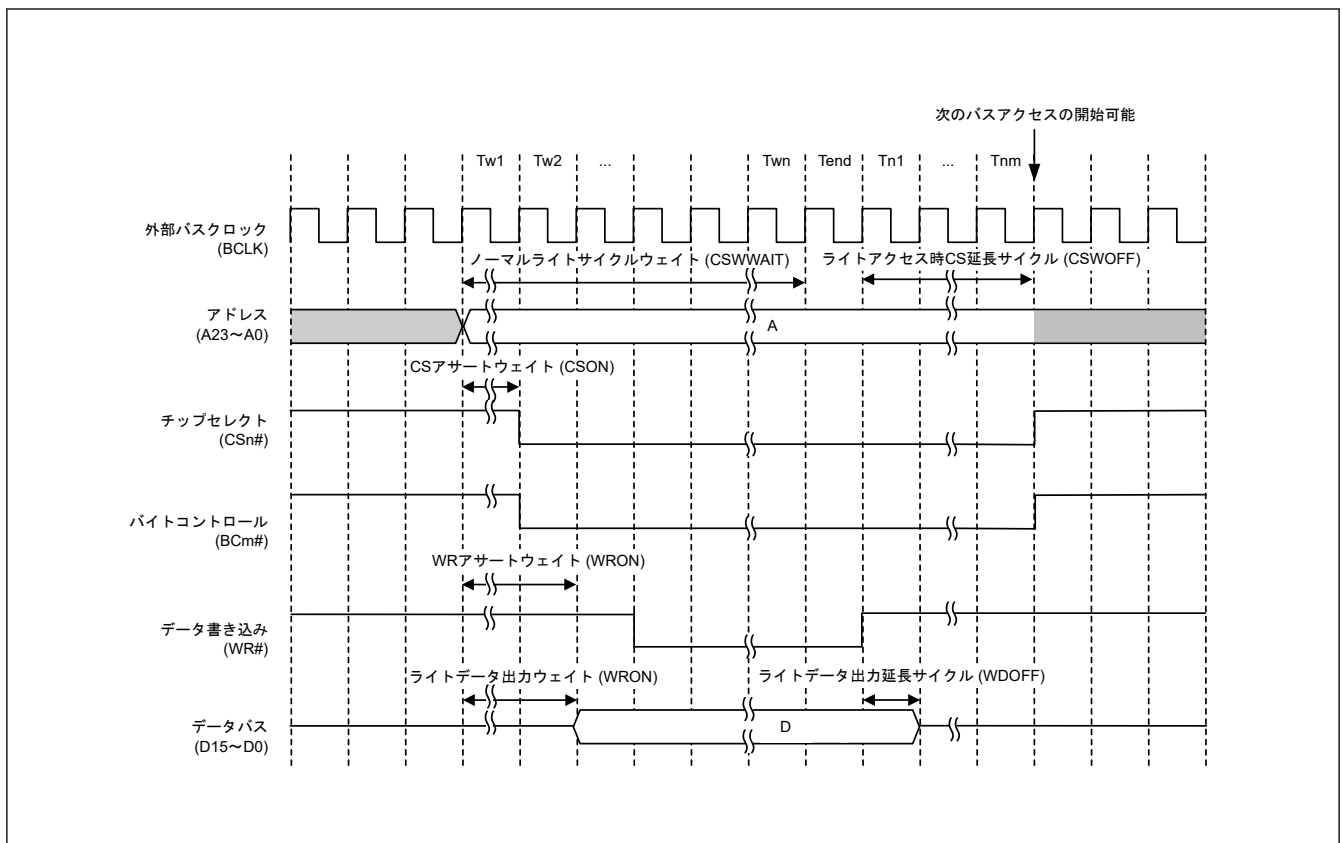 次のバスアクセスの開始可能
Tw1 Tw2 ... Twn Tend Tn1 ... Tnm
外部バスクロック
(BCLK)
ノーマルライトサイクルウェイト (CSWWAIT)
ライトアクセス時CS延長サイクル (CSWOFF)
アドレス
(A23～A0)
A
CSアサートウェイト (CSON)
チップセレクト
(CSn#)
バイトコントロール
(BCm#)
WRアサートウェイト (WRON)
データ書き込み
(WR#)
ライトデータ出力ウェイト (WRON)
ライトデータ出力延長サイクル (WDOFF)
データバス
(D15～D0)
D